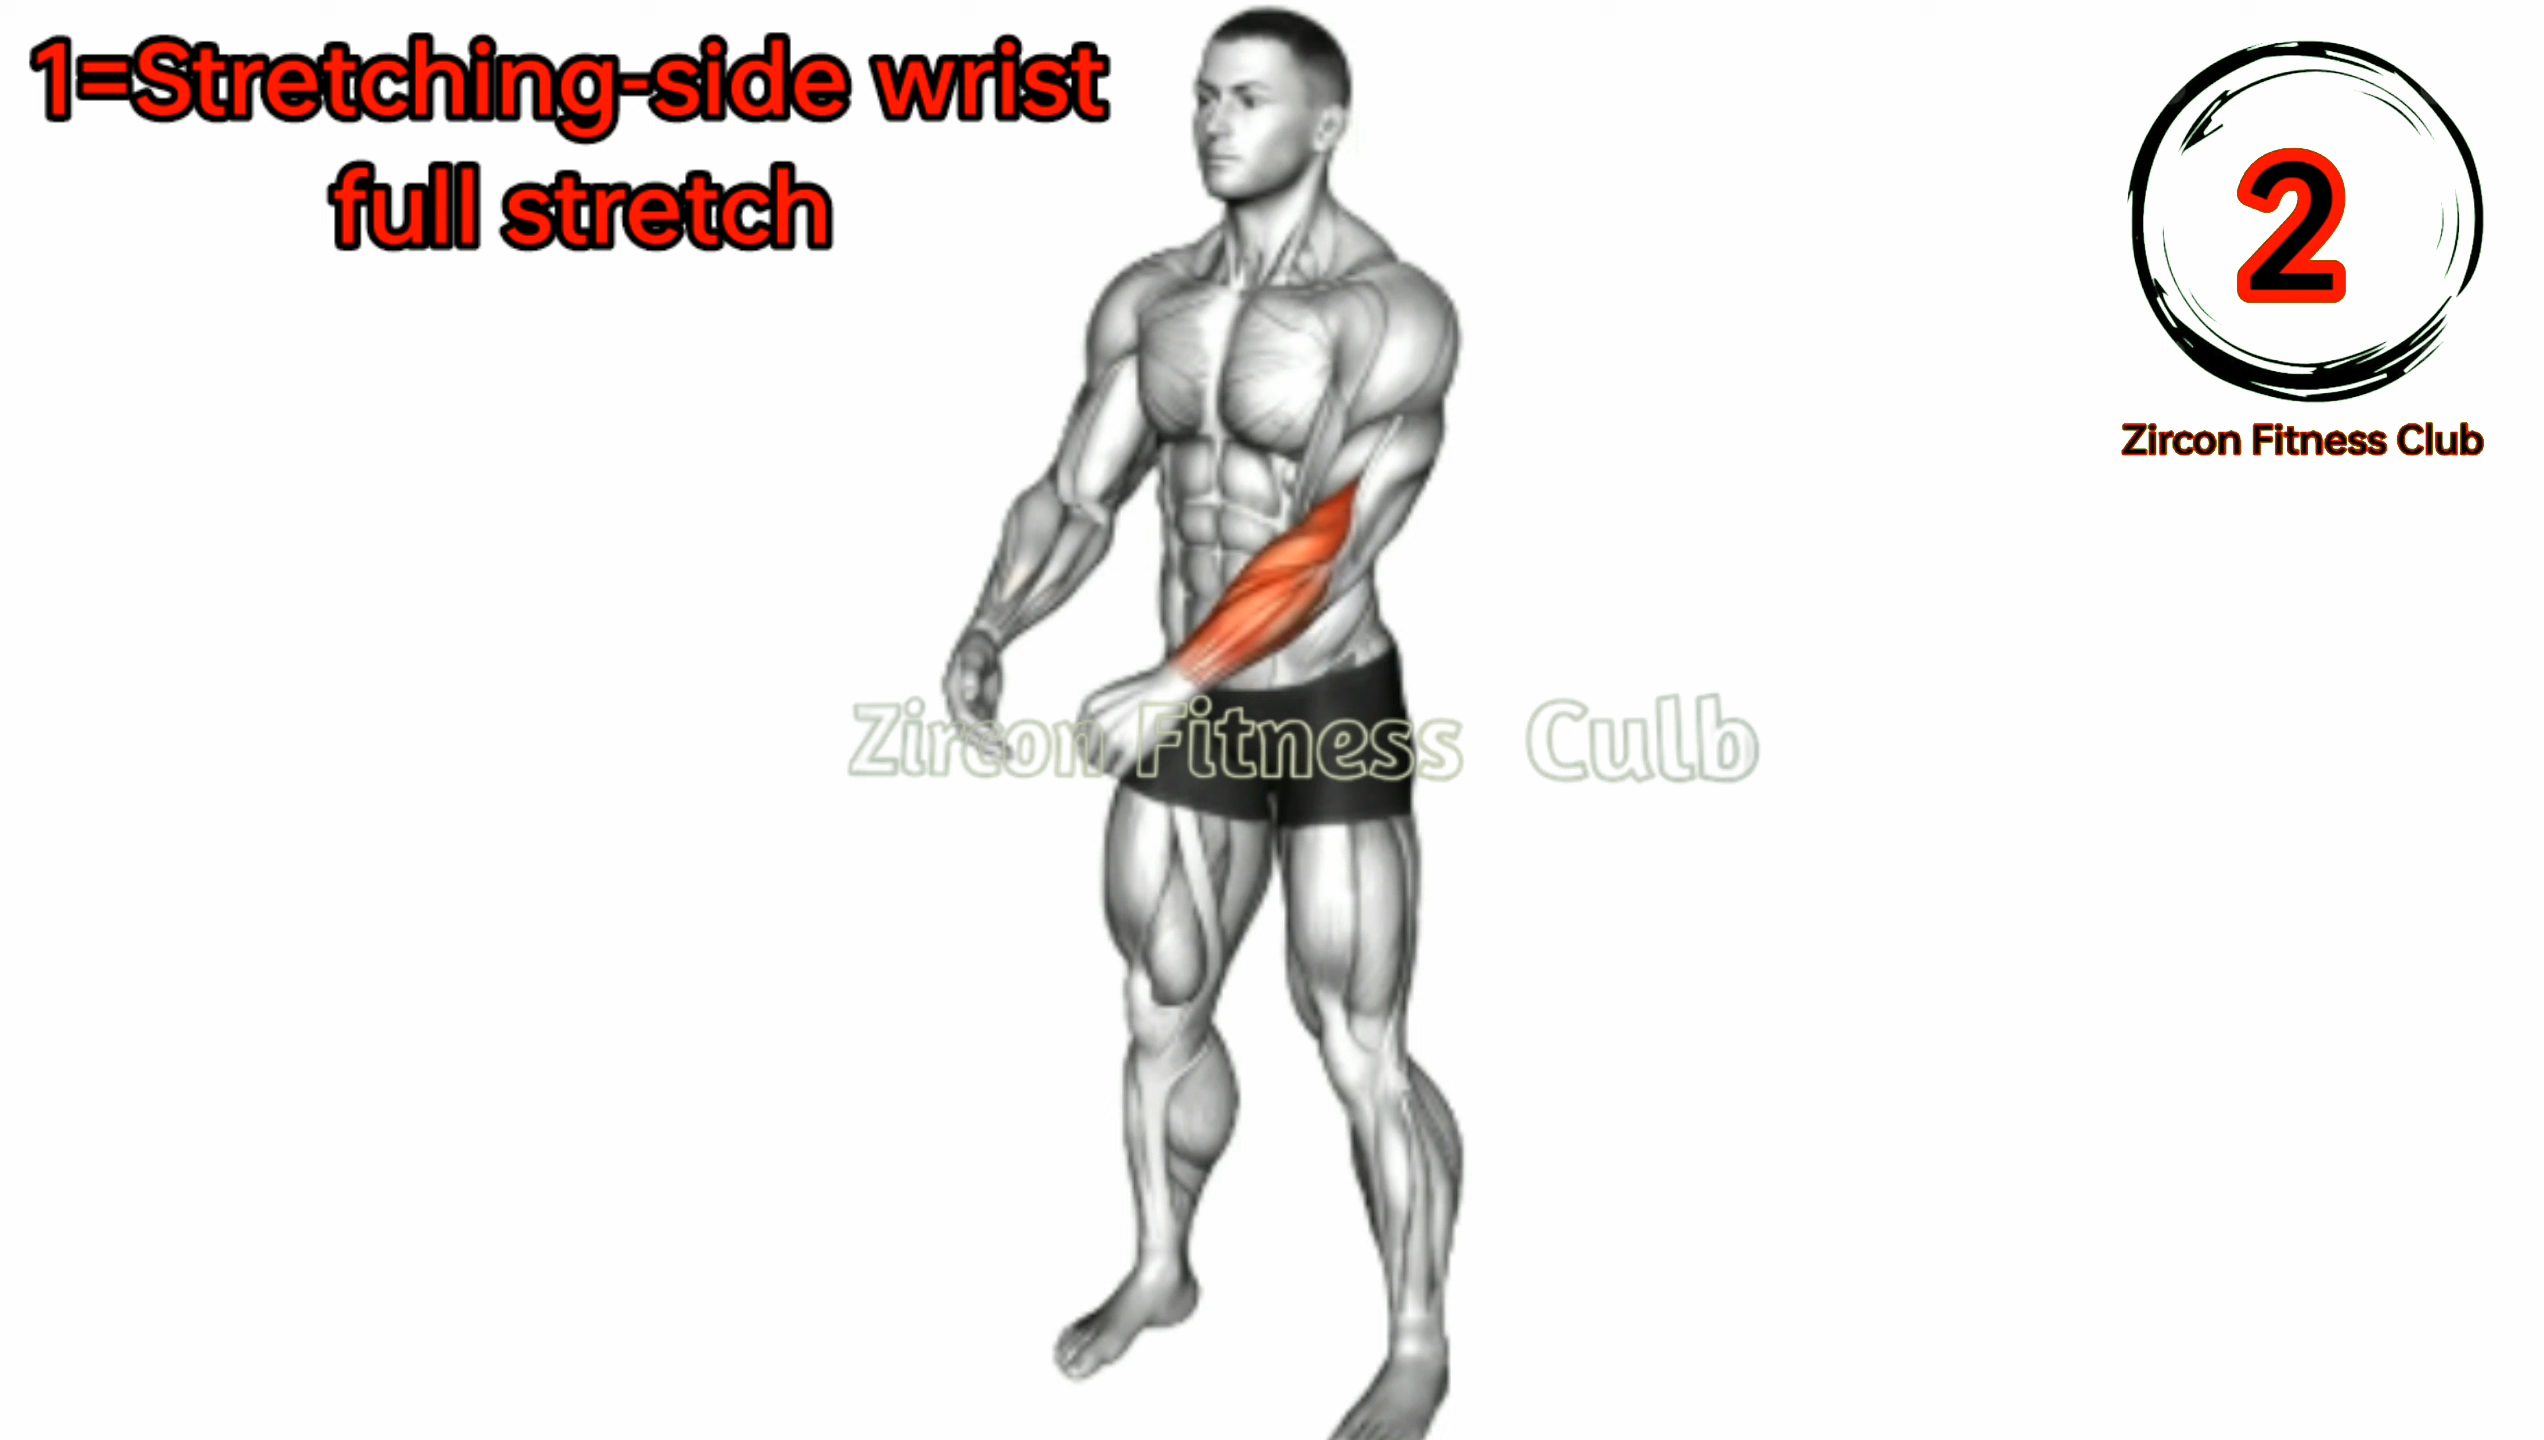 1=Stretching-side wrist
full stretch
2
Zircon Fitness Club
Zircon Fitness Culb